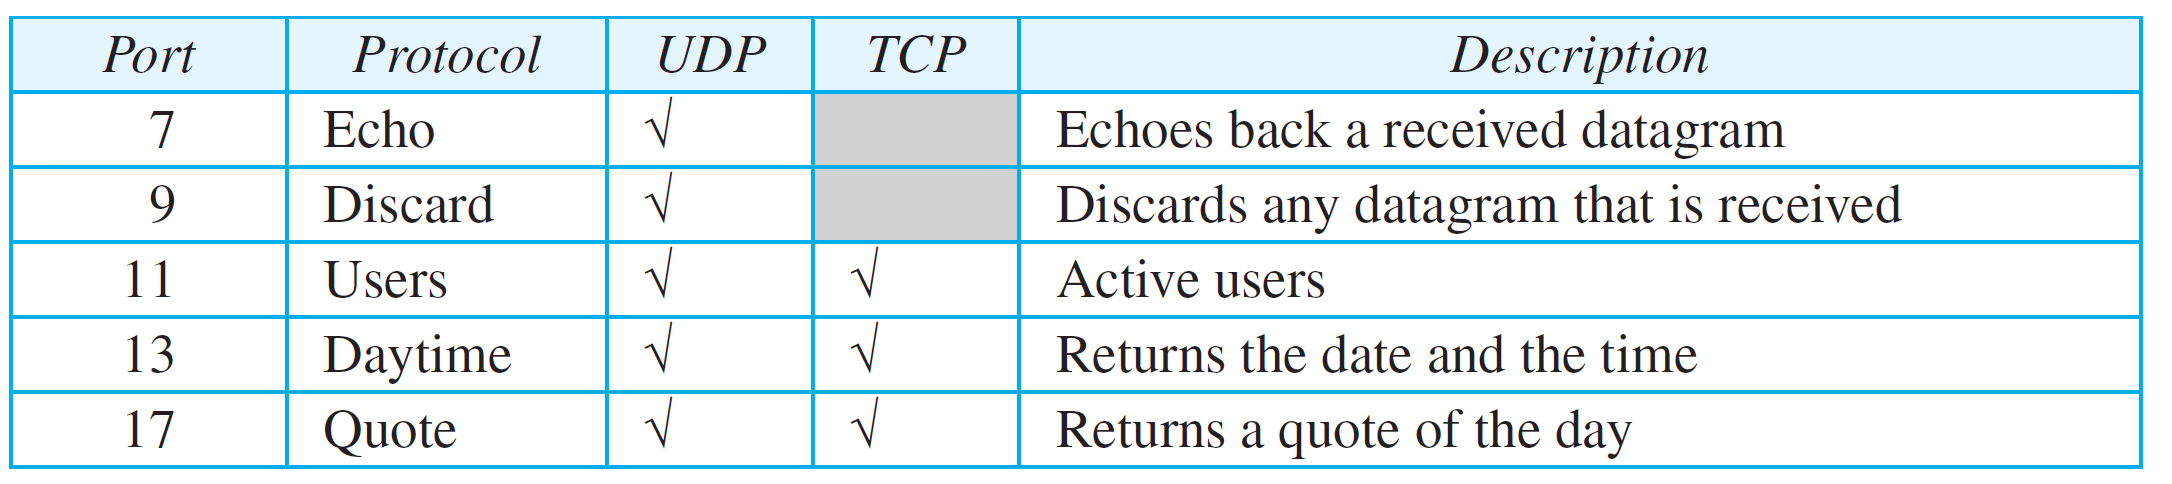 Port Protocol UDP TCP Description
7 Echo √ Echoes back a received datagram
9 Discard √ Discards any datagram that is received
11 Users √ √ Active users
13 Daytime √ √ Returns the date and the time
17 Quote √ √ Returns a quote of the day